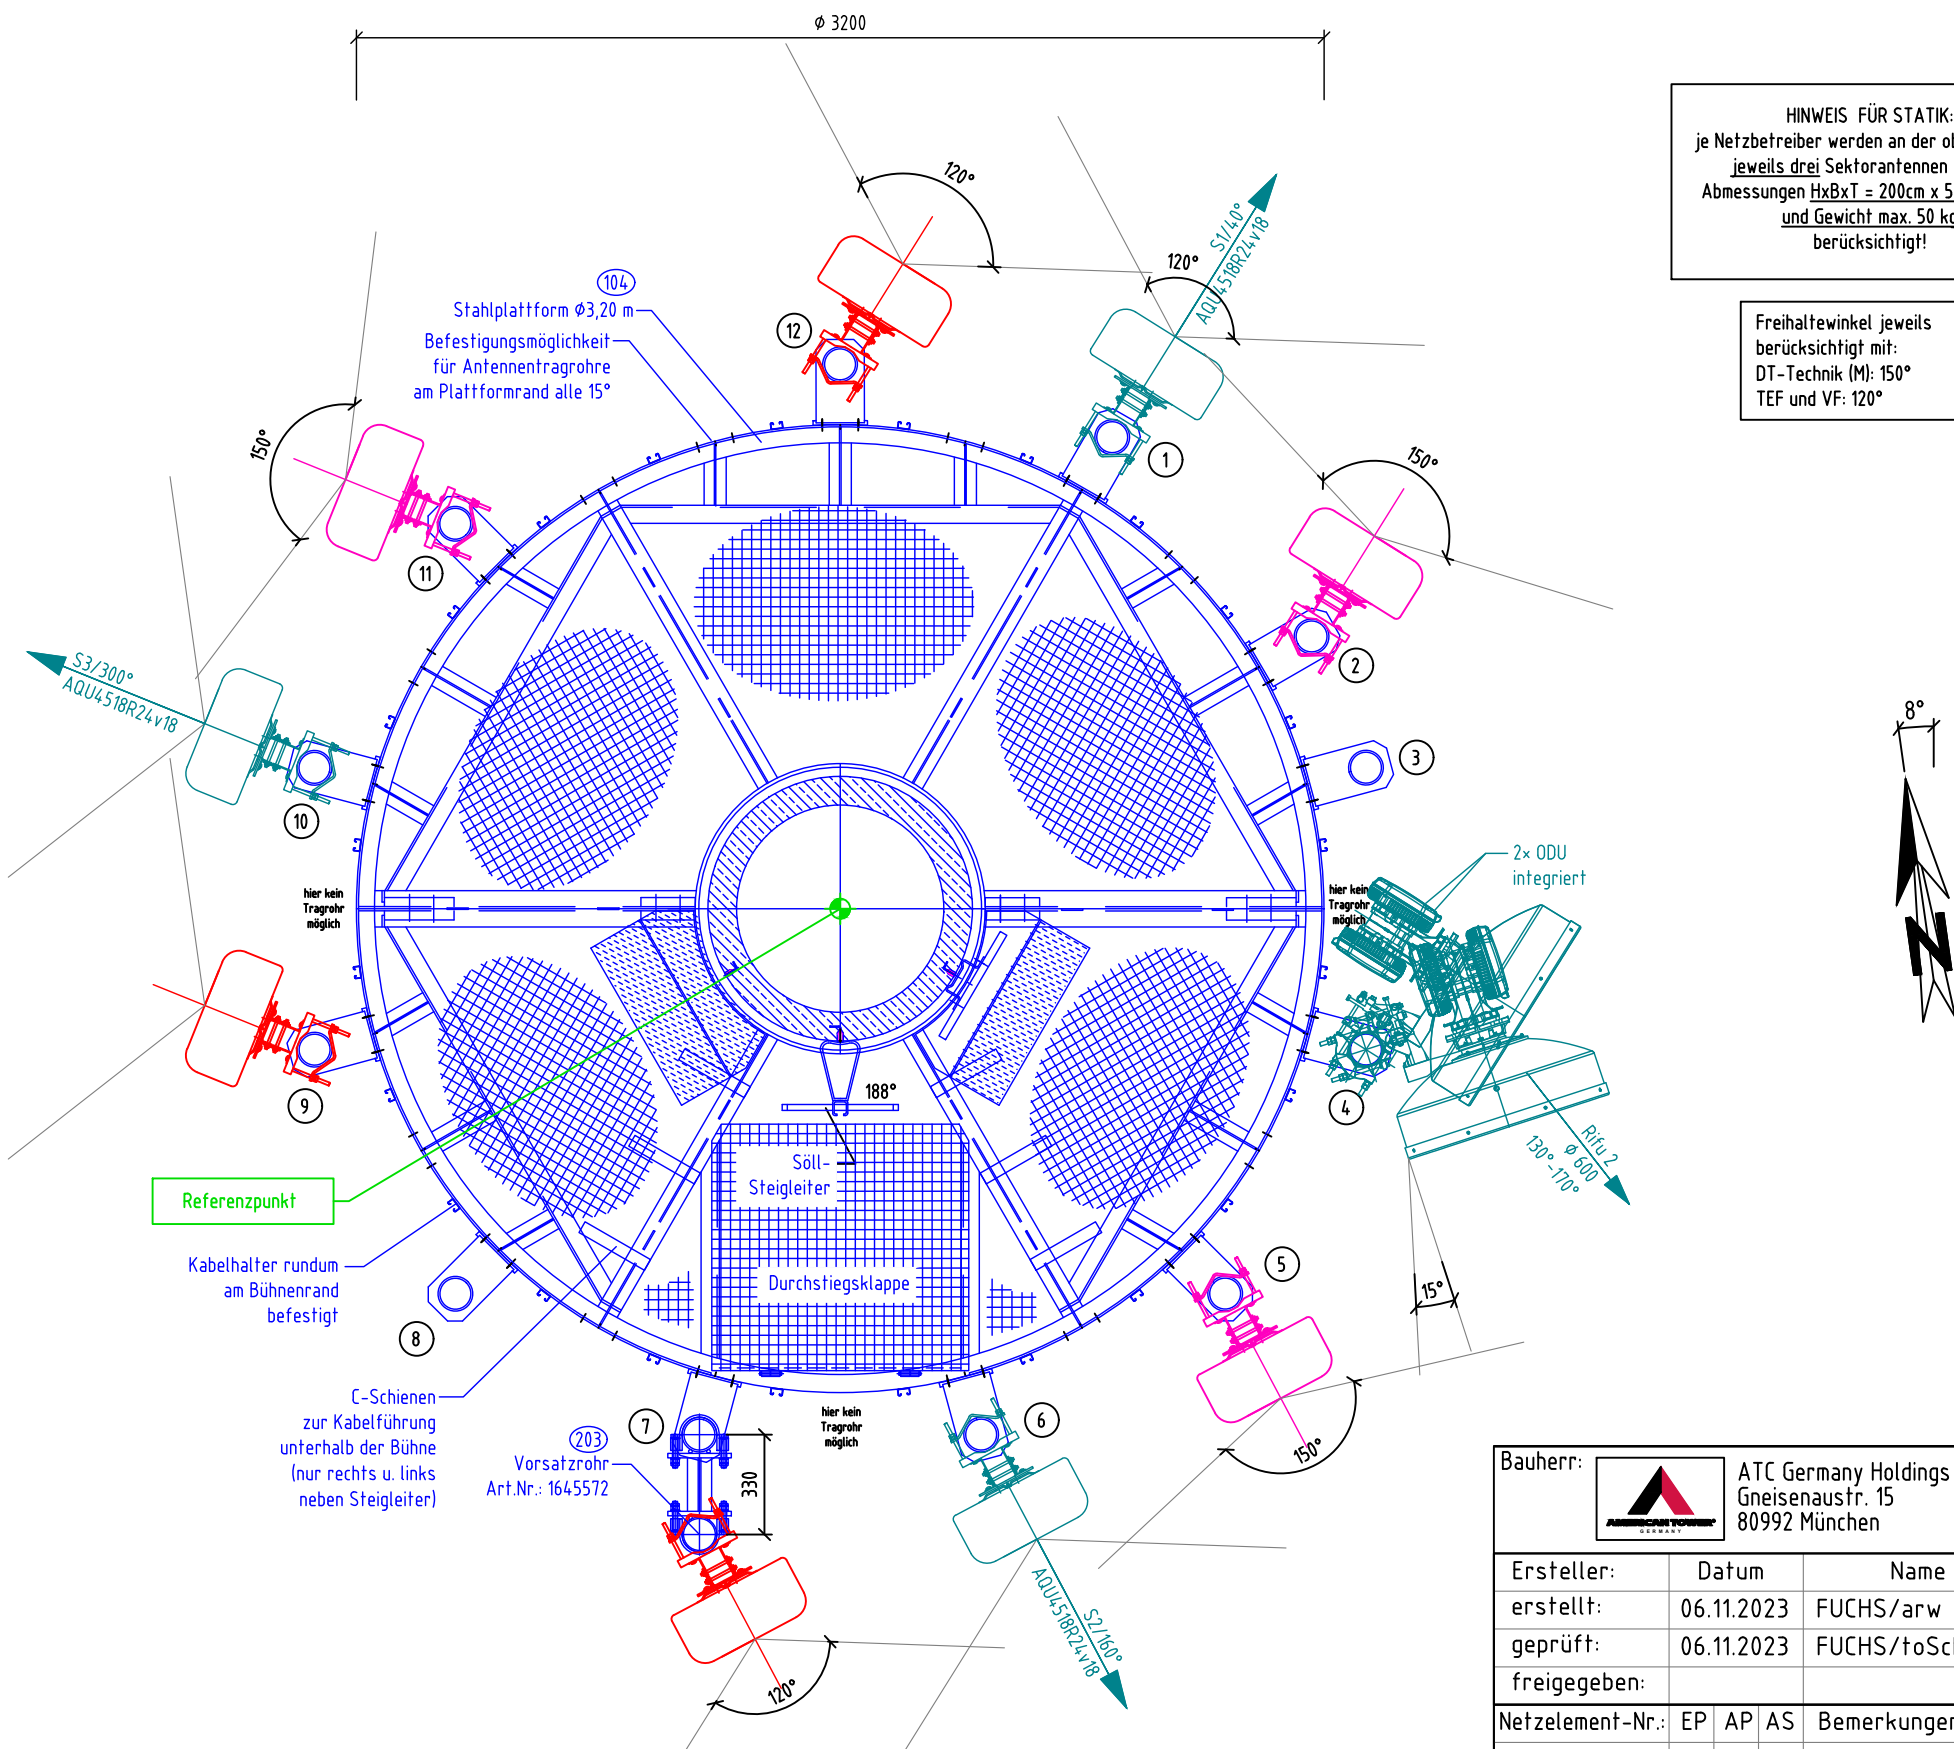 Ø 3200
HINWEIS FÜR STATIK:
je Netzbetreiber werden an der
jeweils drei Sektorantennen
Abmessungen HxBxT = 200cm x
und Gewicht max. 50
berücksichtigt!
Freihaltewinkel jeweils
berücksichtigt mit:
DT-Technik (M): 150°
TEF und VF: 120°
120°
S1/40°
AQU4518R24v18
120°
104
Stahlplattform Ø3,20 m
Befestigungsmöglichkeit
für Antennentragrohre
am Plattformrand alle 15°
12
1
150°
150°
11
2
S3/300°
AQU4518R24v18
10
3
8°
N
2x ODU
integriert
hier kein
Tragrohr
möglich
hier kein
Tragrohr
möglich
9
4
188°
Söll-
Steigleiter
Rifu 2
Ø 600
130°-170°
Referenzpunkt
Kabelhalter rundum
am Bühnenrand
befestigt
Durchstiegsklappe
5
15°
8
C-Schienen
zur Kabelführung
unterhalb der Bühne
(nur rechts u. links
neben Steigleiter)
7
hier kein
Tragrohr
möglich
6
203
Vorsatzrohr
Art.Nr.: 1645572
330
150°
S2/160°
AQU4518R24v18
120°
Bauherr:
AMERICAN TOWER
GERMANY
ATC Germany Holdings
Gneisenaustr. 15
80992 München
Ersteller: Datum Name
erstellt: 06.11.2023 FUCHS/arw
geprüft: 06.11.2023
freigegeben:
Netzelement-Nr.: EP AP AS